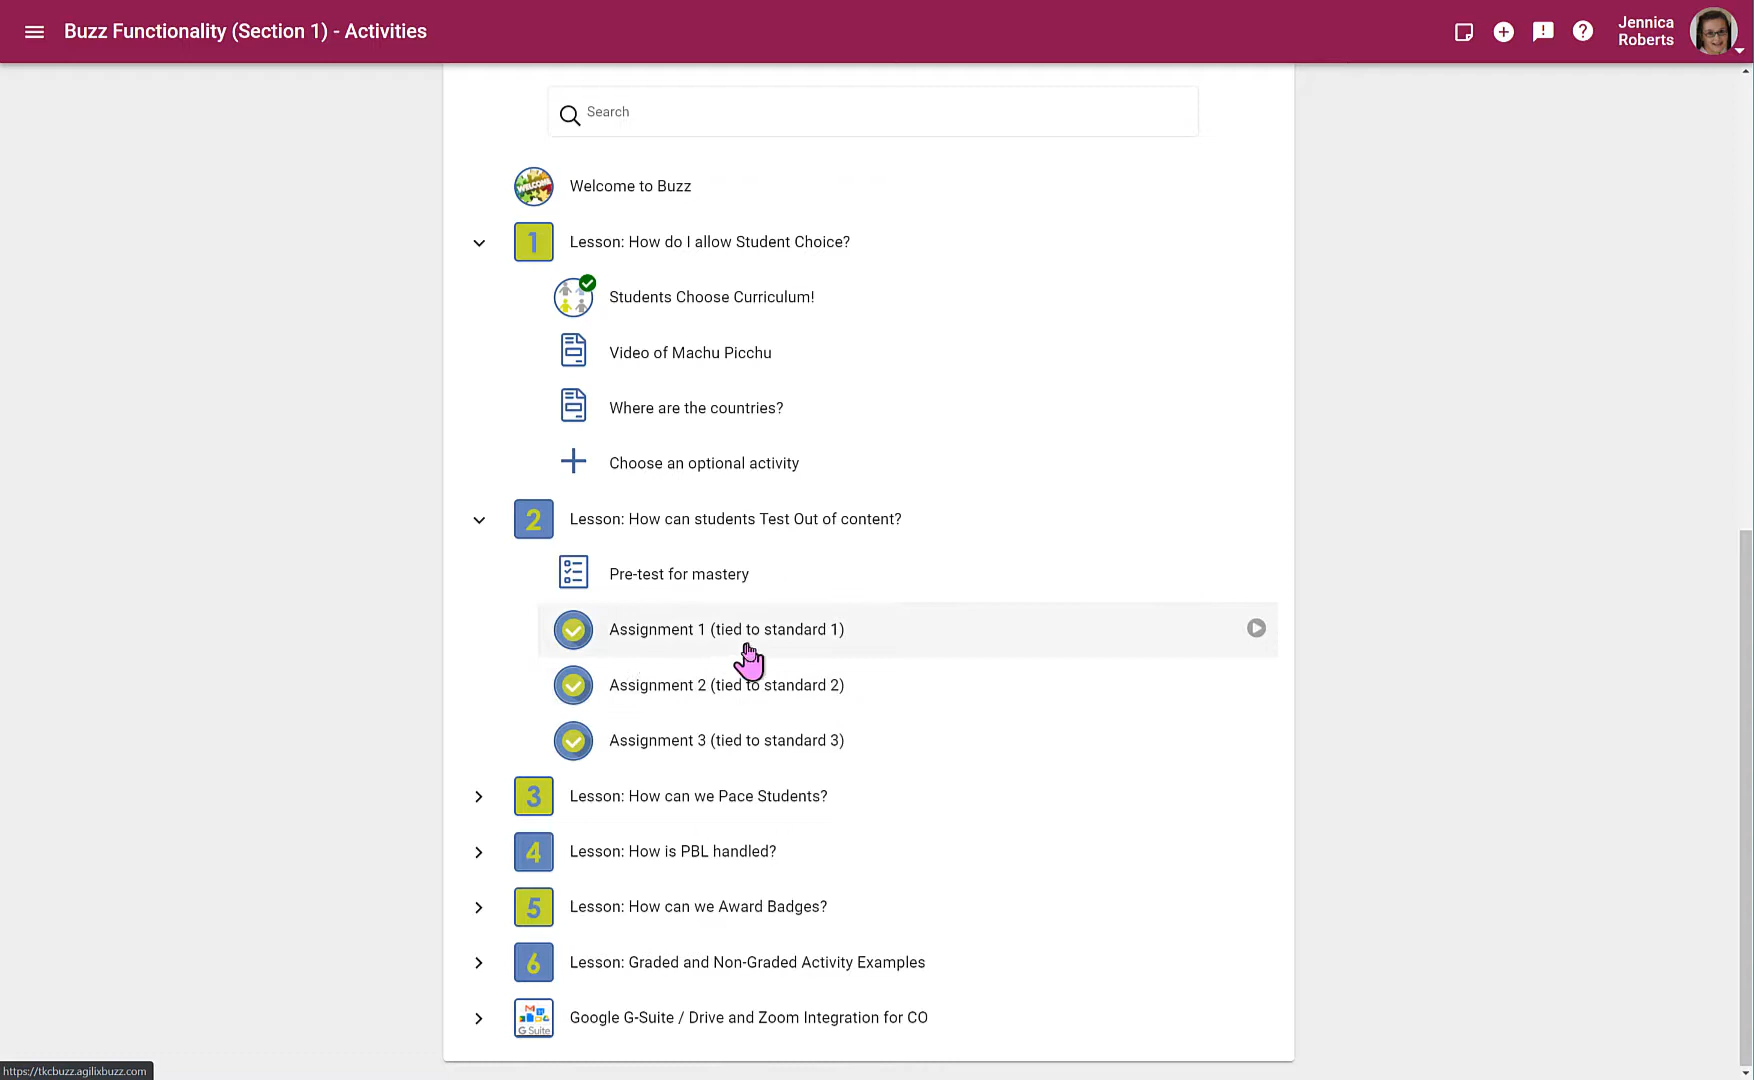 Buzz Functionality (Section 1) - Activities
Jennica
Roberts
Search
WELCOME
Welcome to Buzz
1
Lesson: How do I allow Student Choice?
Students Choose Curriculum!
Video of Machu Picchu
Where are the countries?
Choose an optional activity
2
Lesson: How can students Test Out of content?
Pre-test for mastery
Assignment 1 (tied to standard 1)
Assignment 2 (tied to standard 2)
Assignment 3 (tied to standard 3)
3
Lesson: How can we Pace Students?
4
Lesson: How is PBL handled?
5
Lesson: How can we Award Badges?
6
Lesson: Graded and Non-Graded Activity Examples
G Suite
Google G-Suite / Drive and Zoom Integration for CO
https://tkcbuzz.agilixbuzz.com